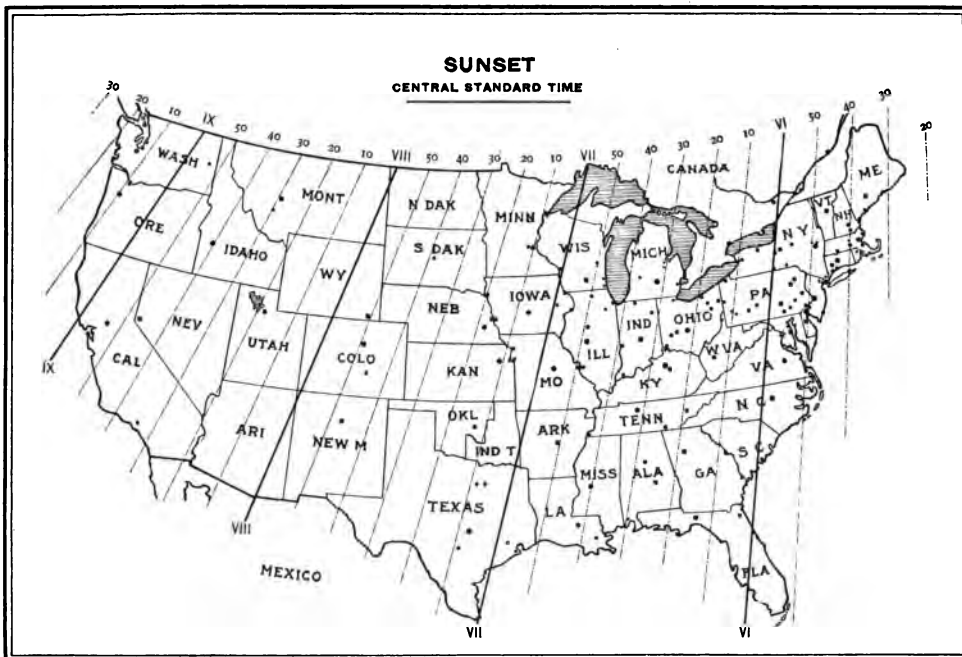 SUNSET
CENTRAL STANDARD TIME
30 20 10 IX 50 40 30 20 10 VIII 50 40 30 20 10 VII 50 40 30 20 10 VI 50 40 30
20
WASH
MONT
N DAK
MINN
CANADA
ME
ORE
IDAHO
S DAK
WIS
MICH
N Y
VT
N H
WY
IOWA
PA
NEV
UTAH
NEB
ILL
IND
OHIO
W VA
VA
CAL
COLO
KAN
MO
KY
N C
IX
ARI
NEW M
OKL
IND T
ARK
TENN
S C
MISS
ALA
GA
TEXAS
LA
VIII
MEXICO
FLA
VII
VI